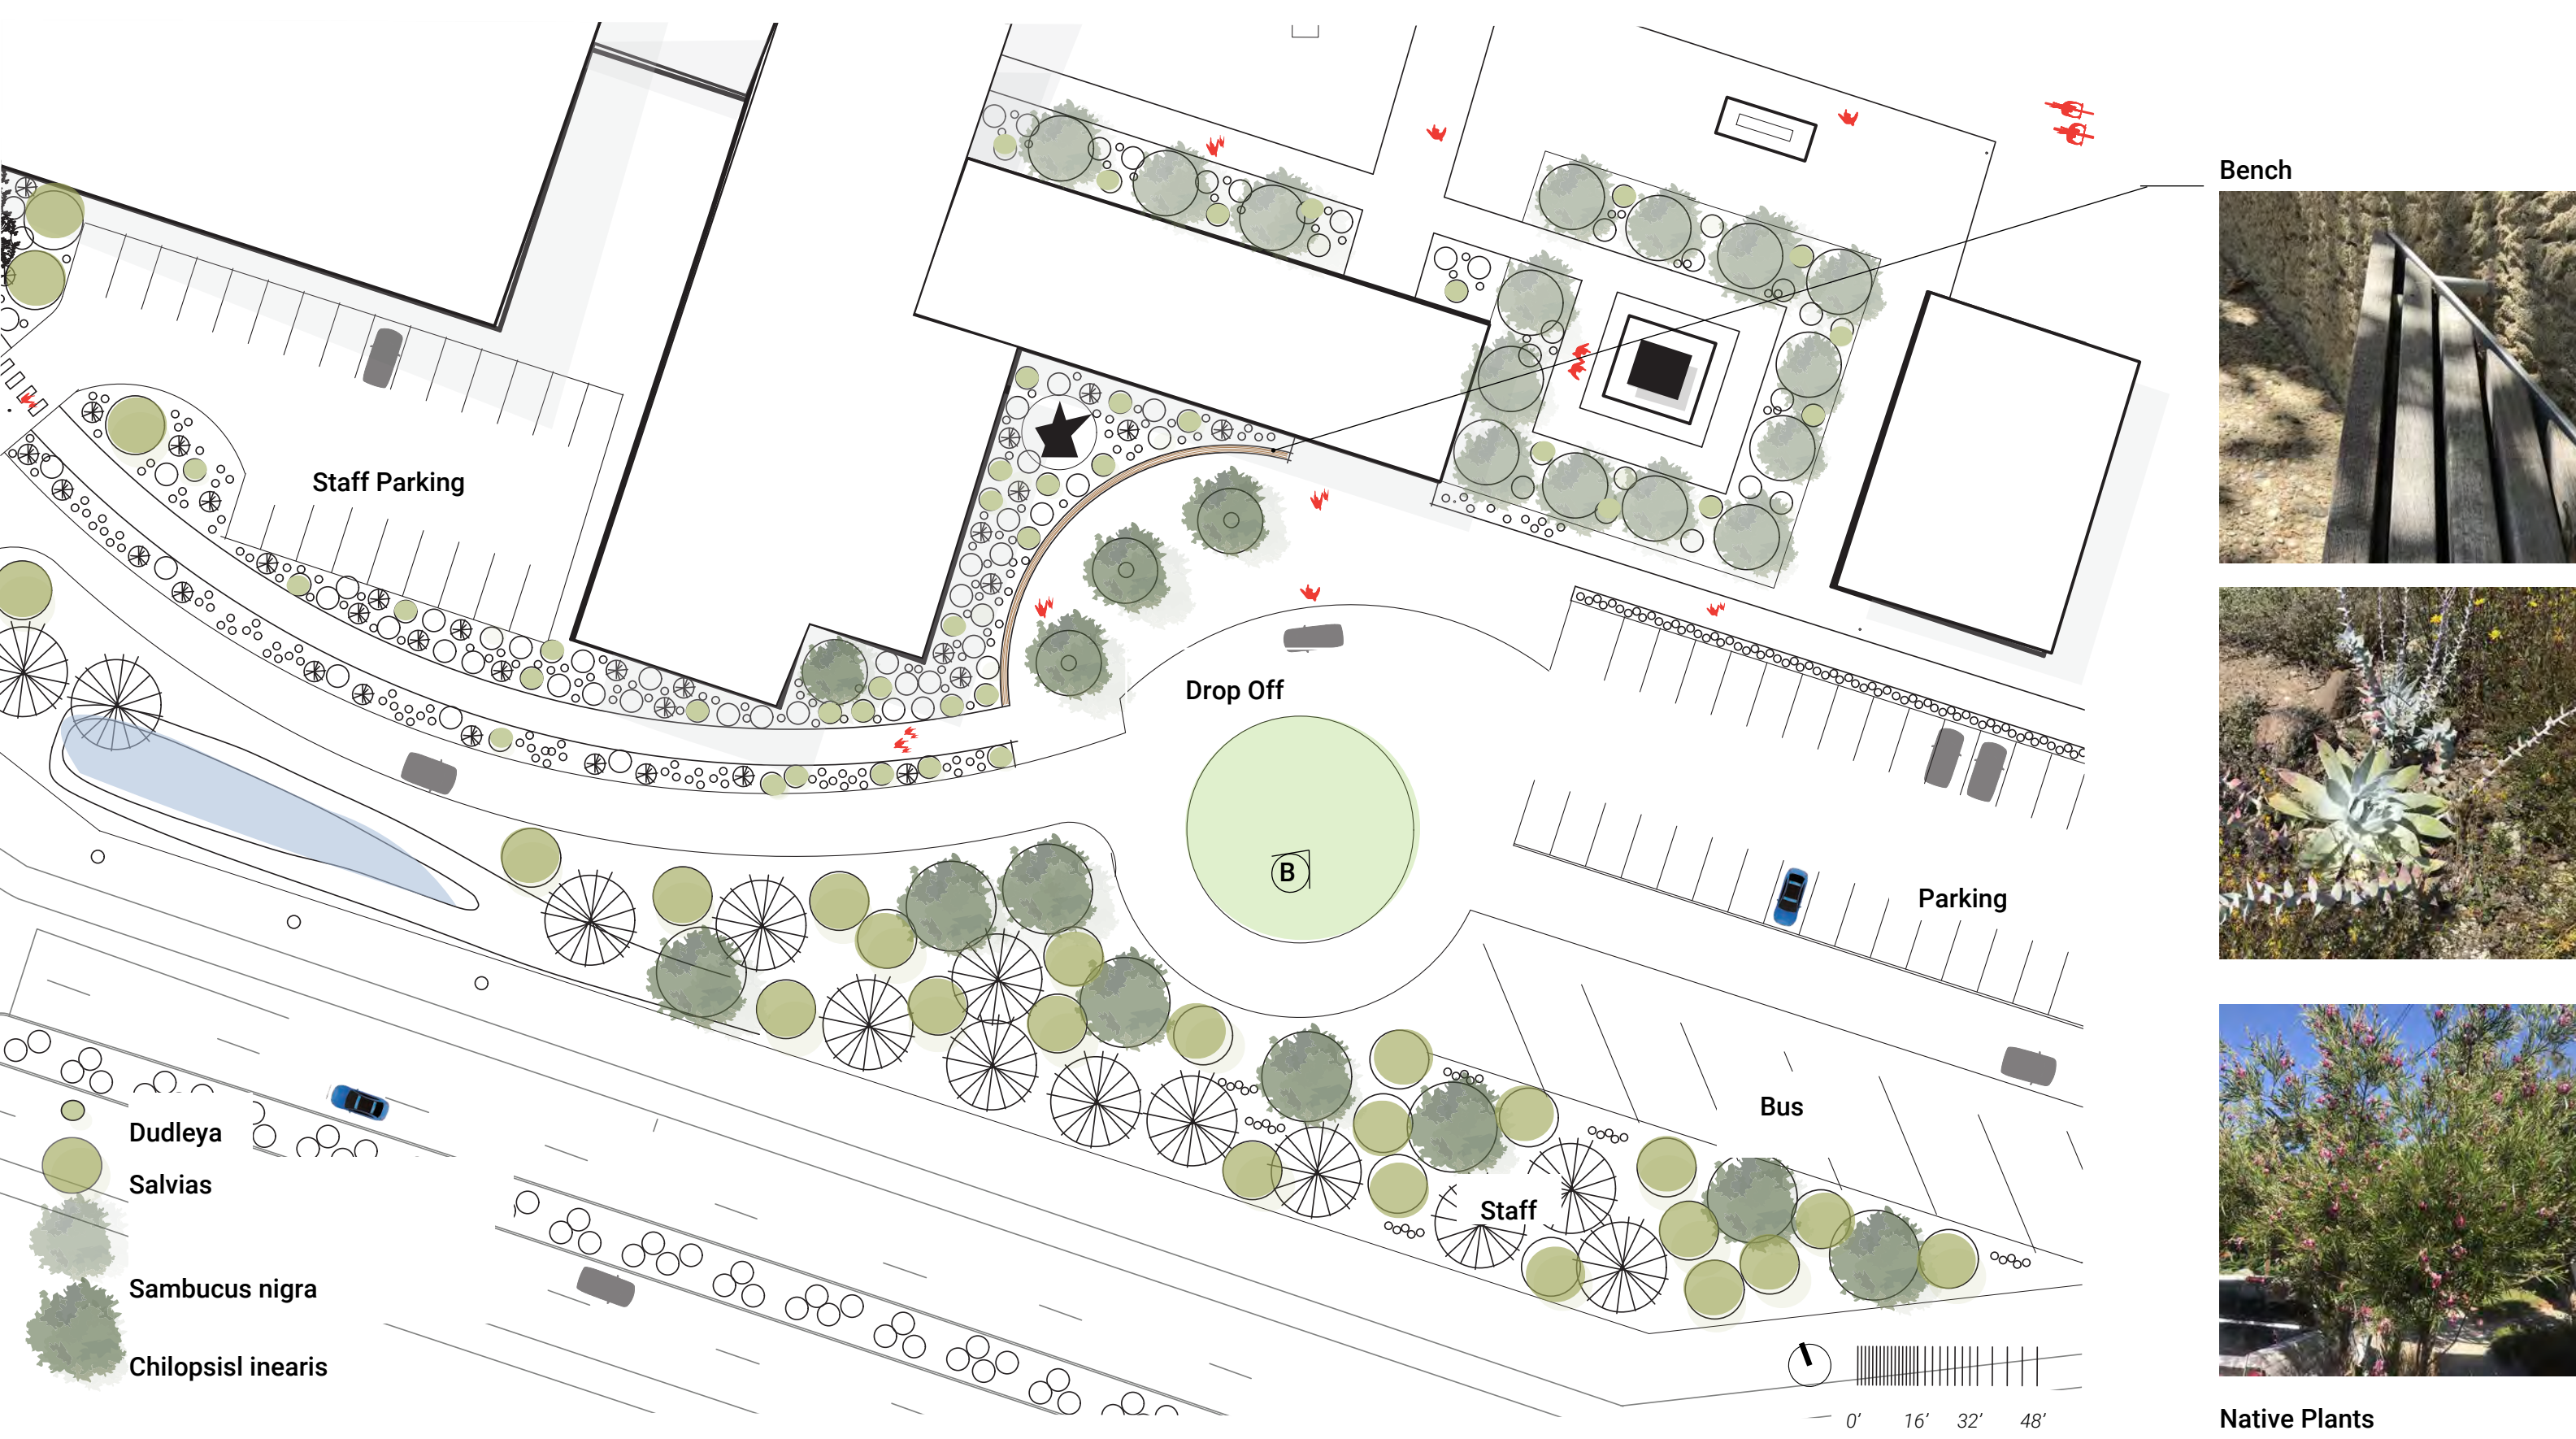 Bench
Staff Parking
Drop Off
B
Parking
Bus
Dudleya
Salvias
Staff
Sambucus nigra
Chilopsisl inearis
0’ 16’ 32’ 48’
Native Plants